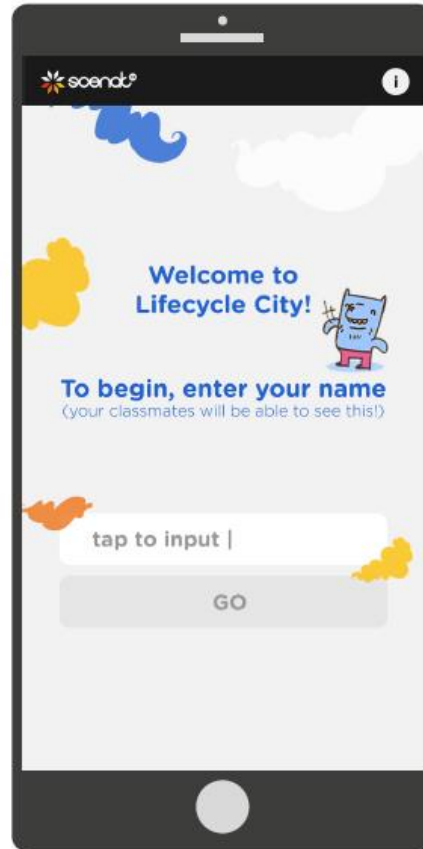 i
Welcome to
Lifecycle City!
To begin, enter your name
(your classmates will be able to see this!)
tap to input |
GO